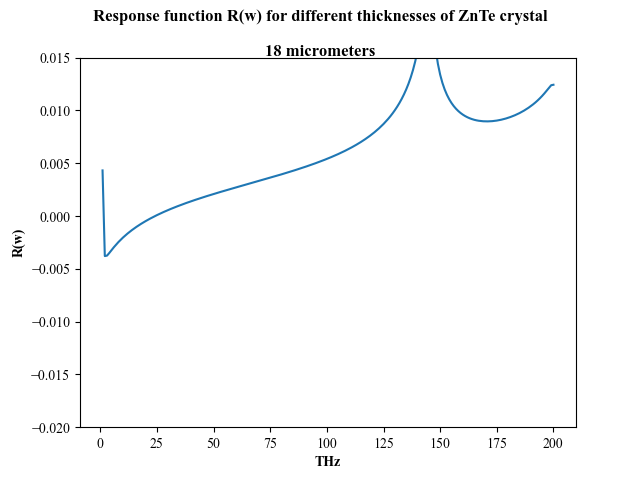 Response function R(w) for different thicknesses of ZnTe crystal
18 micrometers
0.015
0.010
0.005
0.000
−0.005
−0.010
−0.015
−0.020
R(w)
0 25 50 75 100 125 150 175 200
THz